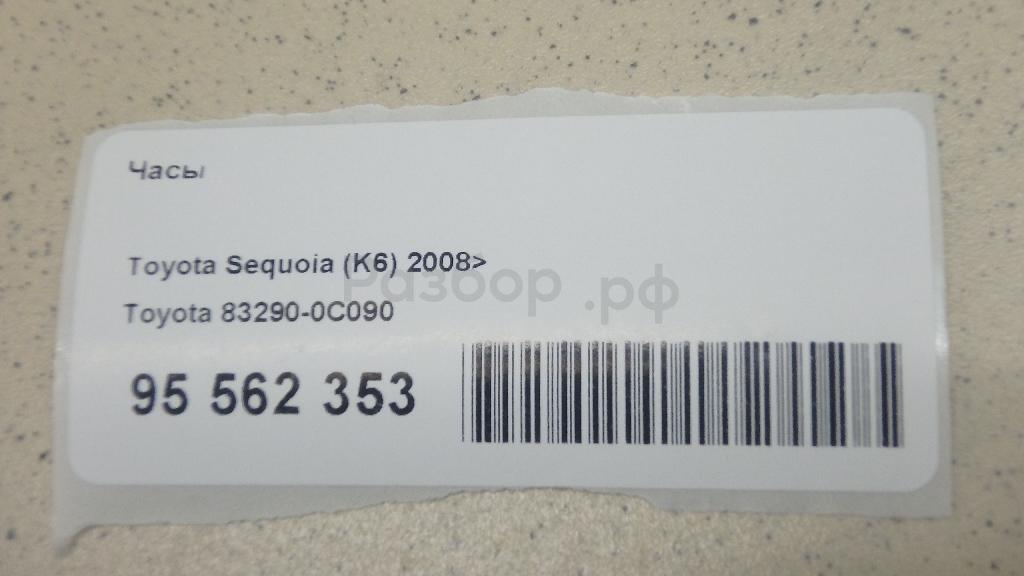 Часы
Toyota Sequoia (K6) 2008>
Разбор.рф
Toyota 83290-0C090
95 562 353